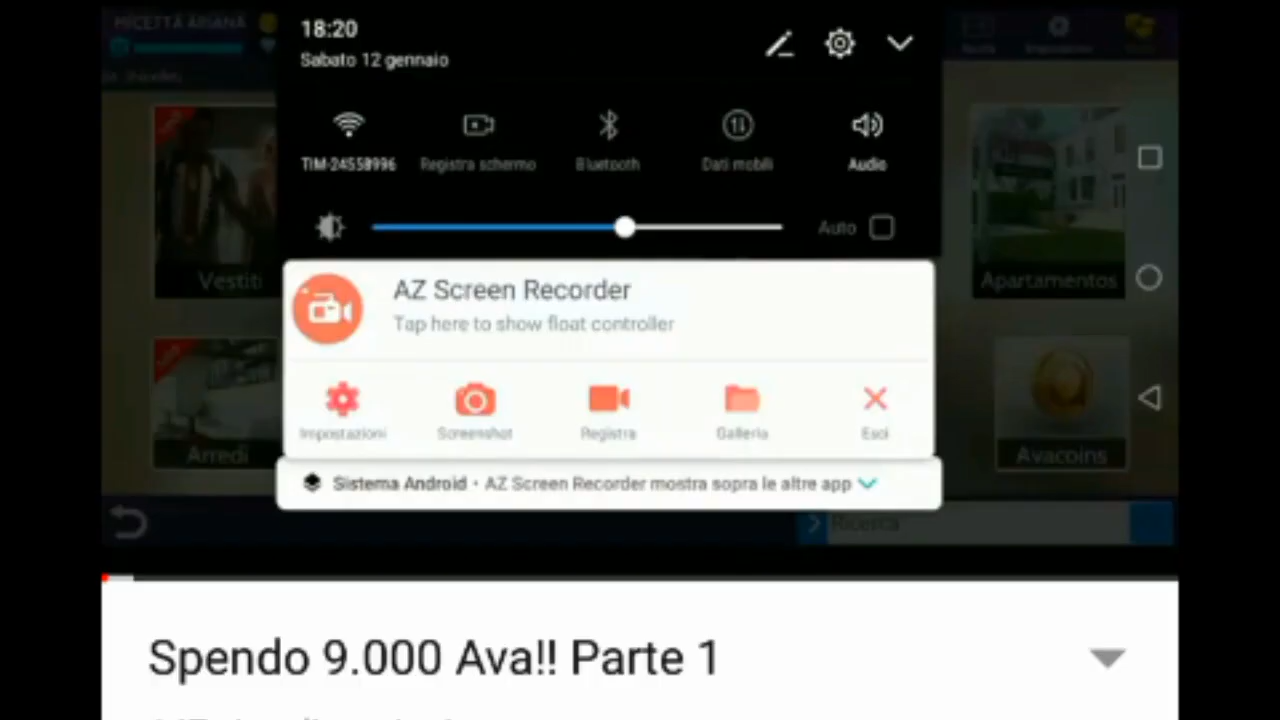 MICETTA ARIANA
18:20
Sabato 12 gennaio
TIM-24558996
Registra schermo
Bluetooth
Dati mobili
Audio
Auto
Vestiti
Apartamentos
AZ Screen Recorder
Tap here to show float controller
Impostazioni
Screenshot
Registra
Galleria
Esci
Arredi
Avacoins
Sistema Android • AZ Screen Recorder mostra sopra le altre app
Ricerca
Spendo 9.000 Ava!! Parte 1